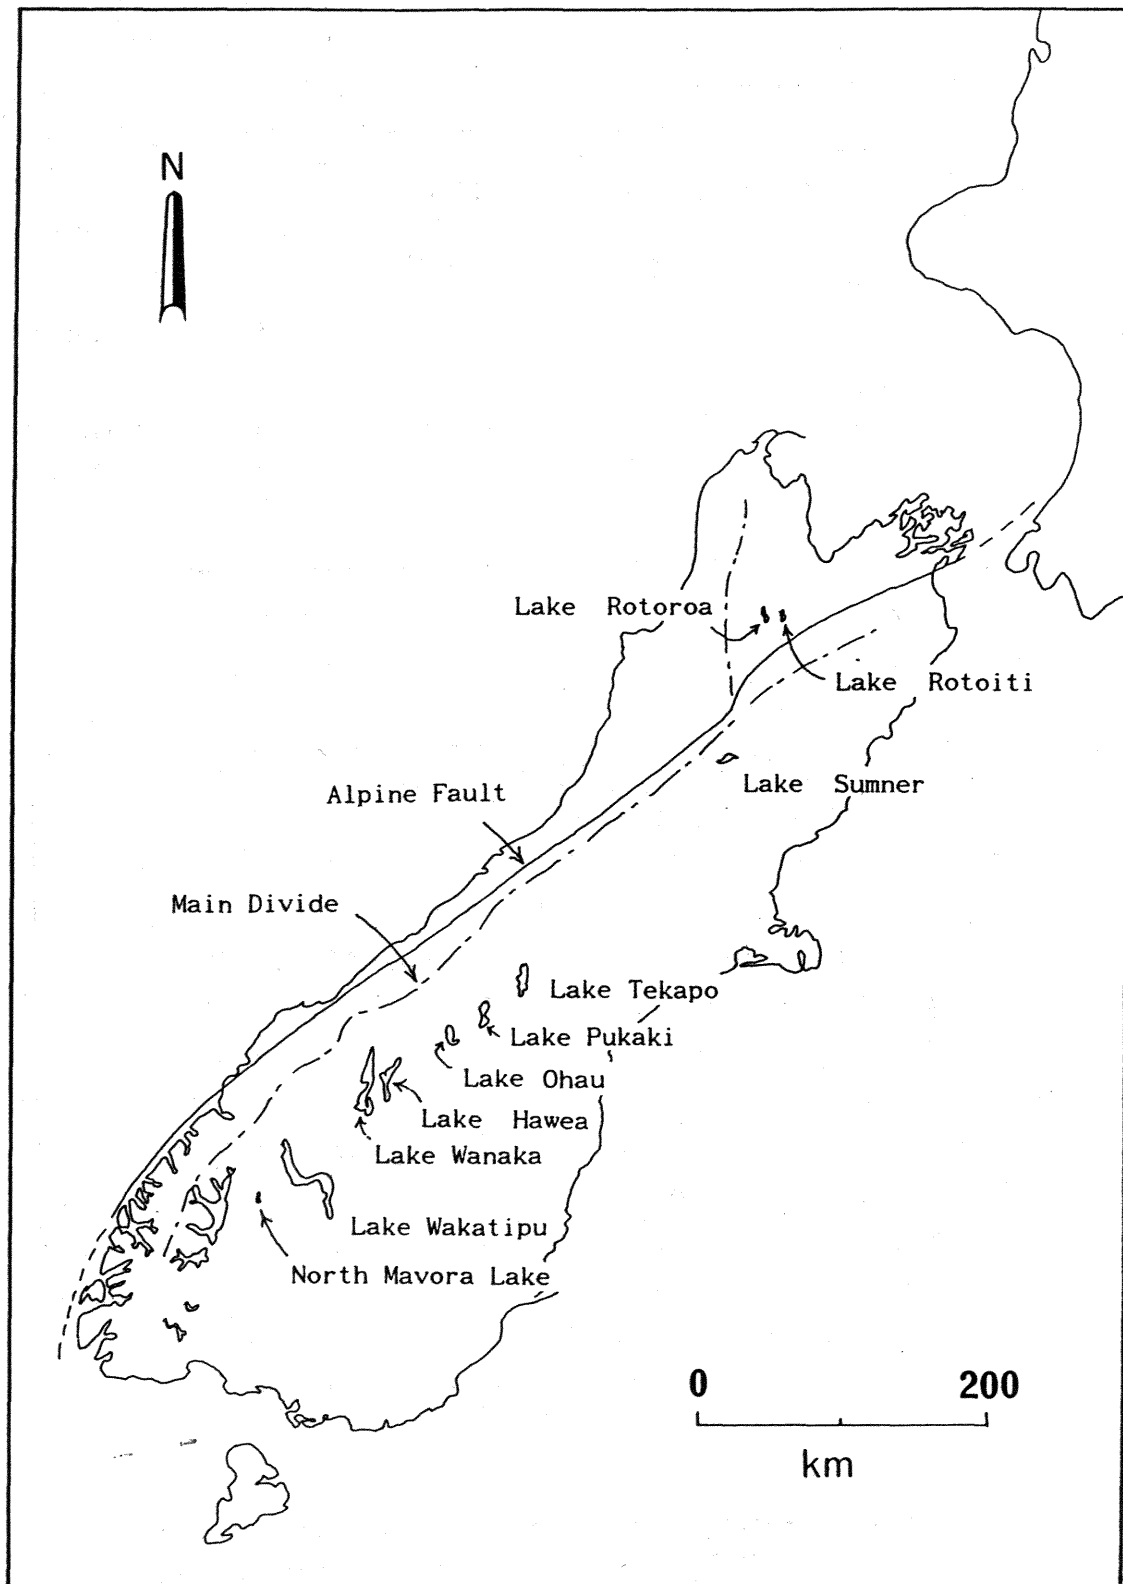 N
Lake Rotoroa
Lake Rotoiti
Lake Sumner
Alpine Fault
Main Divide
Lake Tekapo
Lake Pukaki
Lake Ohau
Lake Hawea
Lake Wanaka
Lake Wakatipu
North Mavora Lake
0 200
km